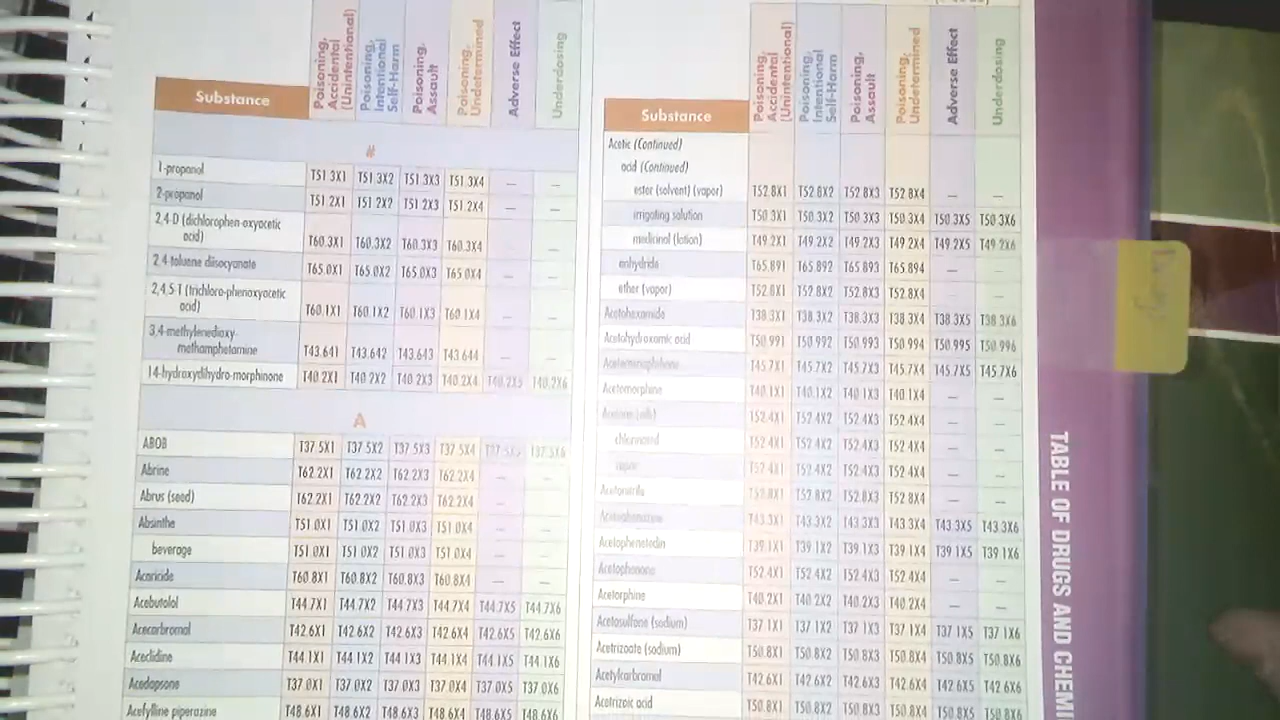 Substance
Poisoning, Accidental (Unintentional)
Poisoning, Intentional Self-Harm
Poisoning, Assault
Poisoning, Undetermined
Adverse Effect
Underdosing
#
1-propanol T51.3X1 T51.3X2 T51.3X3 T51.3X4 — —
2-propanol T51.2X1 T51.2X2 T51.2X3 T51.2X4 — —
2,4-D (dichlorophen-oxyacetic
acid) T60.3X1 T60.3X2 T60.3X3 T60.3X4 — —
2,4-toluene diisocyanate T65.0X1 T65.0X2 T65.0X3 T65.0X4 — —
2,4,5-T (trichloro-phenoxyacetic
acid) T60.1X1 T60.1X2 T60.1X3 T60.1X4 — —
3,4-methylenedioxy-
methamphetamine T43.641 T43.642 T43.643 T43.644 — —
14-hydroxydihydro-morphinone T40.2X1 T40.2X2 T40.2X3 T40.2X4 T40.2X5 T40.2X6
A
ABOB T37.5X1 T37.5X2 T37.5X3 T37.5X4 T37.5X5 T37.5X6
Abrine T62.2X1 T62.2X2 T62.2X3 T62.2X4 — —
Abrus (seed) T62.2X1 T62.2X2 T62.2X3 T62.2X4 — —
Absinthe T51.0X1 T51.0X2 T51.0X3 T51.0X4 — —
beverage T51.0X1 T51.0X2 T51.0X3 T51.0X4 — —
Acaricide T60.8X1 T60.8X2 T60.8X3 T60.8X4 — —
Acebutolol T44.7X1 T44.7X2 T44.7X3 T44.7X4 T44.7X5 T44.7X6
Acecarbromal T42.6X1 T42.6X2 T42.6X3 T42.6X4 T42.6X5 T42.6X6
Aceclidine T44.1X1 T44.1X2 T44.1X3 T44.1X4 T44.1X5 T44.1X6
Acedapsone T37.0X1 T37.0X2 T37.0X3 T37.0X4 T37.0X5 T37.0X6
Acefylline piperazine T48.6X1 T48.6X2 T48.6X3 T48.6X4 T48.6X5 T48.6X6
Substance
Poisoning, Accidental (Unintentional)
Poisoning, Intentional Self-Harm
Poisoning, Assault
Poisoning, Undetermined
Adverse Effect
Underdosing
Acetic (Continued)
acid (Continued)
ester (solvent) (vapor) T52.8X1 T52.8X2 T52.8X3 T52.8X4 — —
irrigating solution T50.3X1 T50.3X2 T50.3X3 T50.3X4 T50.3X5 T50.3X6
medicinal (lotion) T49.2X1 T49.2X2 T49.2X3 T49.2X4 T49.2X5 T49.2X6
anhydride T65.891 T65.892 T65.893 T65.894 — —
ether (vapor) T52.8X1 T52.8X2 T52.8X3 T52.8X4 — —
Acetohexamide T38.3X1 T38.3X2 T38.3X3 T38.3X4 T38.3X5 T38.3X6
Acetohydroxamic acid T50.991 T50.992 T50.993 T50.994 T50.995 T50.996
Acetomenaphthone T45.7X1 T45.7X2 T45.7X3 T45.7X4 T45.7X5 T45.7X6
Acetomorphine T40.1X1 T40.1X2 T40.1X3 T40.1X4 — —
Acetone (oils) T52.4X1 T52.4X2 T52.4X3 T52.4X4 — —
chlorinated T52.4X1 T52.4X2 T52.4X3 T52.4X4 — —
vapor T52.4X1 T52.4X2 T52.4X3 T52.4X4 — —
Acetonitrile T52.8X1 T52.8X2 T52.8X3 T52.8X4 — —
Acetophenazine T43.3X1 T43.3X2 T43.3X3 T43.3X4 T43.3X5 T43.3X6
Acetophenetedin T39.1X1 T39.1X2 T39.1X3 T39.1X4 T39.1X5 T39.1X6
Acetophenone T52.4X1 T52.4X2 T52.4X3 T52.4X4 — —
Acetorphine T40.2X1 T40.2X2 T40.2X3 T40.2X4 — —
Acetosulfone (sodium) T37.1X1 T37.1X2 T37.1X3 T37.1X4 T37.1X5 T37.1X6
Acetrizoate (sodium) T50.8X1 T50.8X2 T50.8X3 T50.8X4 T50.8X5 T50.8X6
Acetylcarbromal T42.6X1 T42.6X2 T42.6X3 T42.6X4 T42.6X5 T42.6X6
Acetrizoic acid T50.8X1 T50.8X2 T50.8X3 T50.8X4 T50.8X5 T50.8X6
TABLE OF DRUGS AND CHEMI